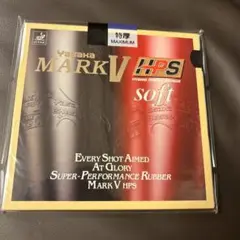 特厚
MAXIMUM
Yasaka
MARK V HPS
soft
EVERY SHOT AIMED
AT GLORY
SUPER-PERFORMANCE RUBBER
MARK V HPS